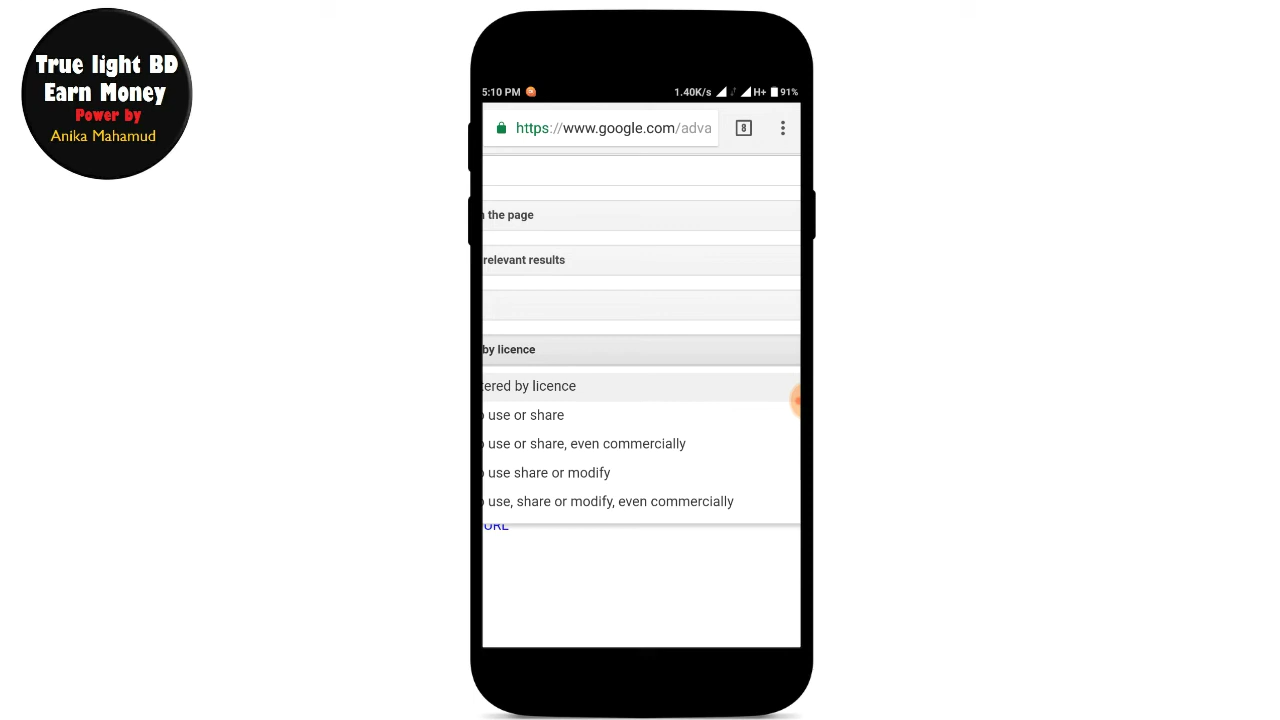 True light BD
Earn Money
Power by
Anika Mahamud
5:10 PM
1.40K/s H+ 91%
https://www.google.com/adva
8
the page
relevant results
by licence
tered by licence
use or share
use or share, even commercially
use share or modify
use, share or modify, even commercially
URL